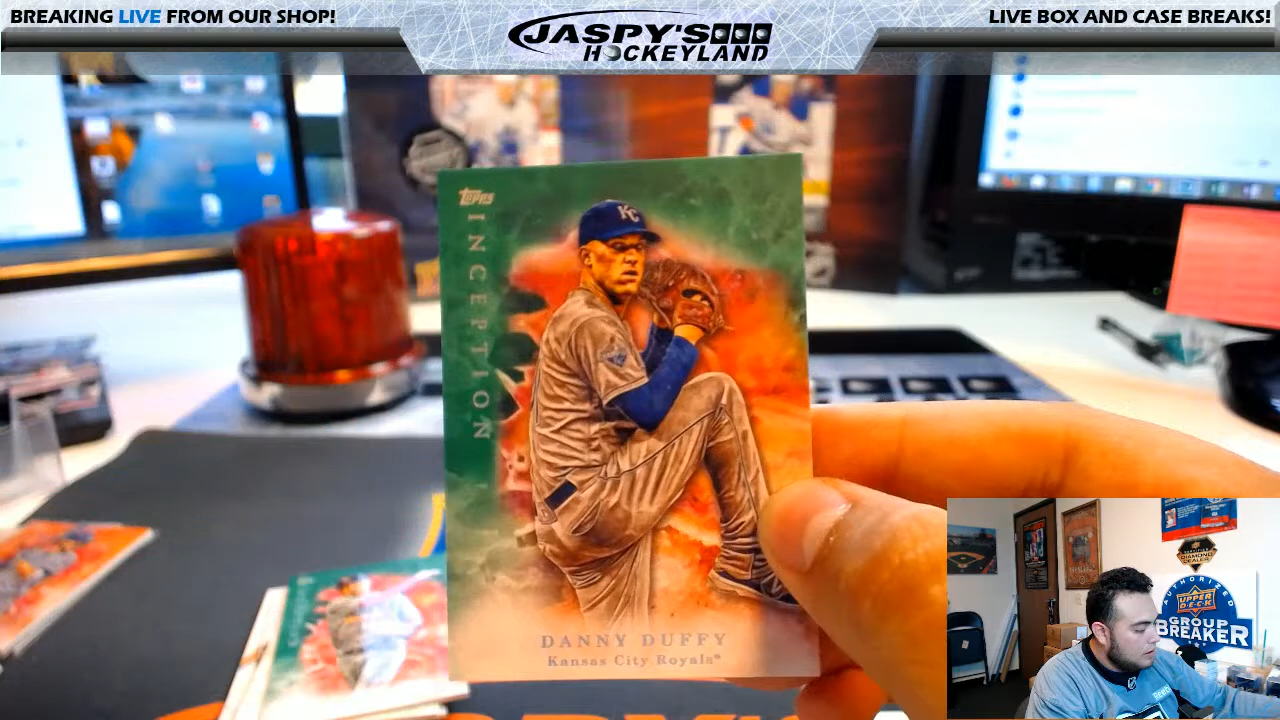 BREAKING LIVE FROM OUR SHOP!
JASPY'S
HOCKEYLAND
LIVE BOX AND CASE BREAKS!
TOPPS
INCEPTION
KC
DANNY DUFFY
Kansas City Royals®
AUTHORIZED
UPPER DECK
GROUP
BREAKER